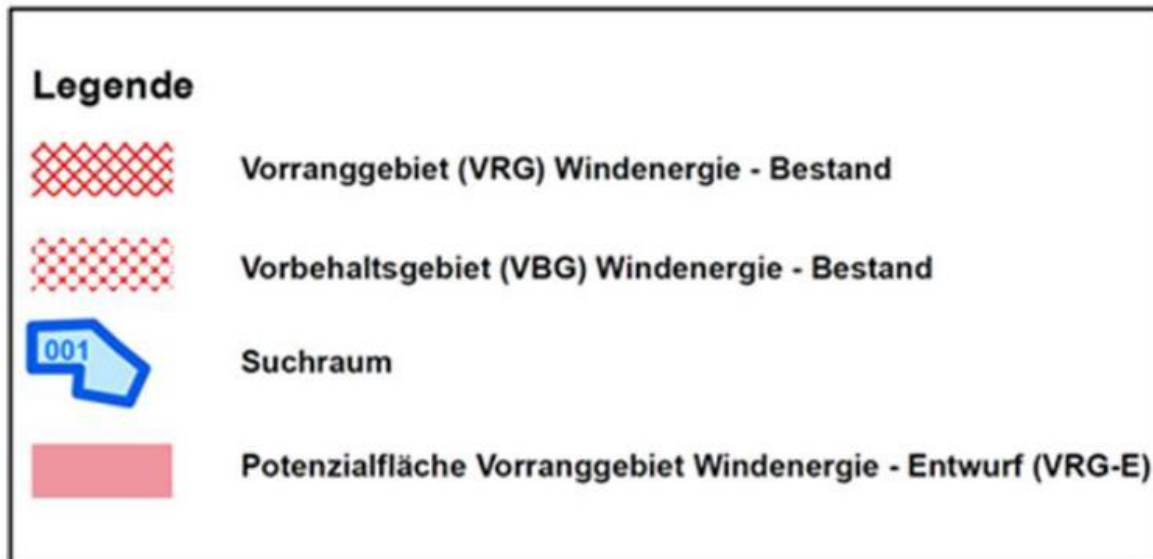 Legende
Vorranggebiet (VRG) Windenergie - Bestand
Vorbehaltsgebiet (VBG) Windenergie - Bestand
001
Suchraum
Potenzialfläche Vorranggebiet Windenergie - Entwurf (VRG-E)